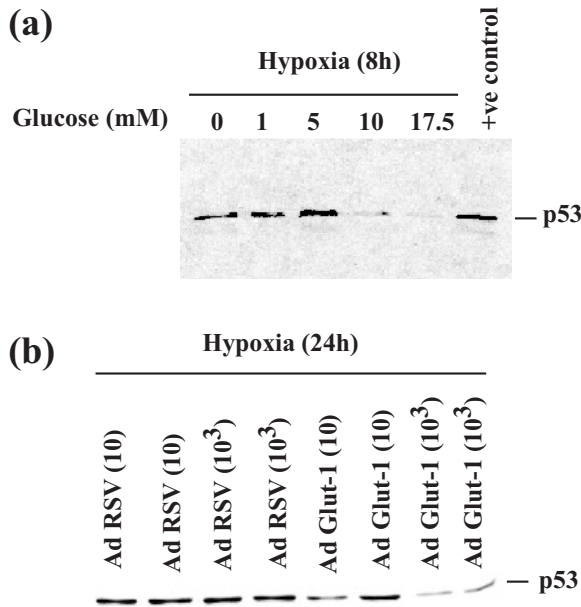 (a)
Hypoxia (8h)
Glucose (mM) 0 1 5 10 17.5 +ve control
p53
(b)
Hypoxia (24h)
Ad RSV (10)
Ad RSV (10)
Ad RSV (10³)
Ad RSV (10³)
Ad Glut-1 (10)
Ad Glut-1 (10)
Ad Glut-1 (10³)
Ad Glut-1 (10³)
p53